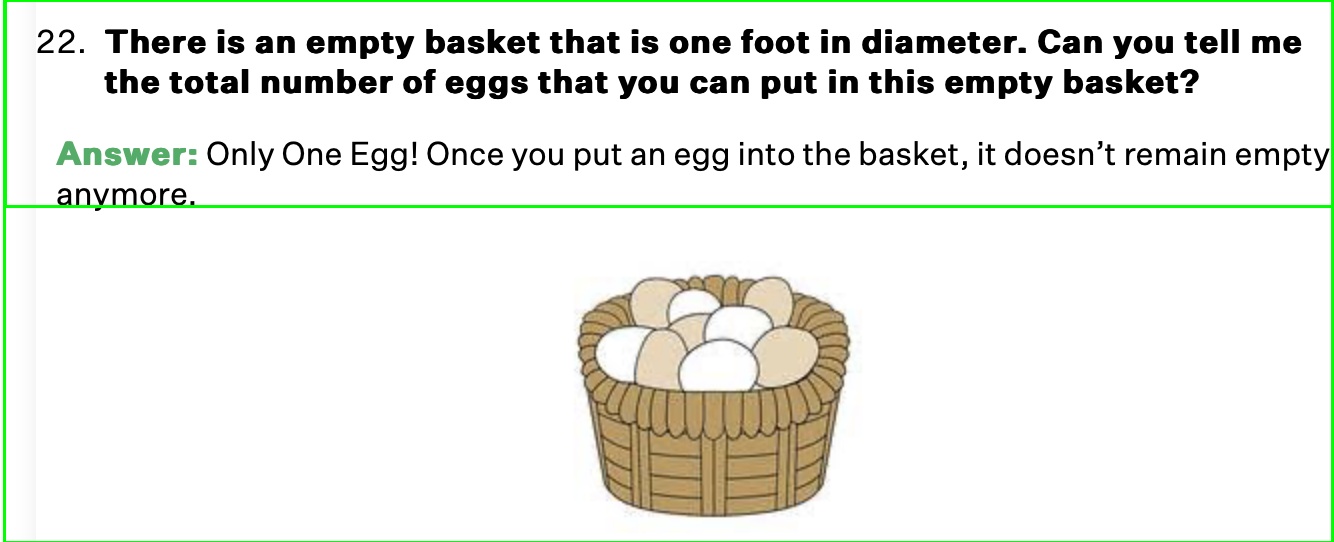 22. There is an empty basket that is one foot in diameter. Can you tell me
the total number of eggs that you can put in this empty basket?
Answer: Only One Egg! Once you put an egg into the basket, it doesn’t remain empty
anymore.